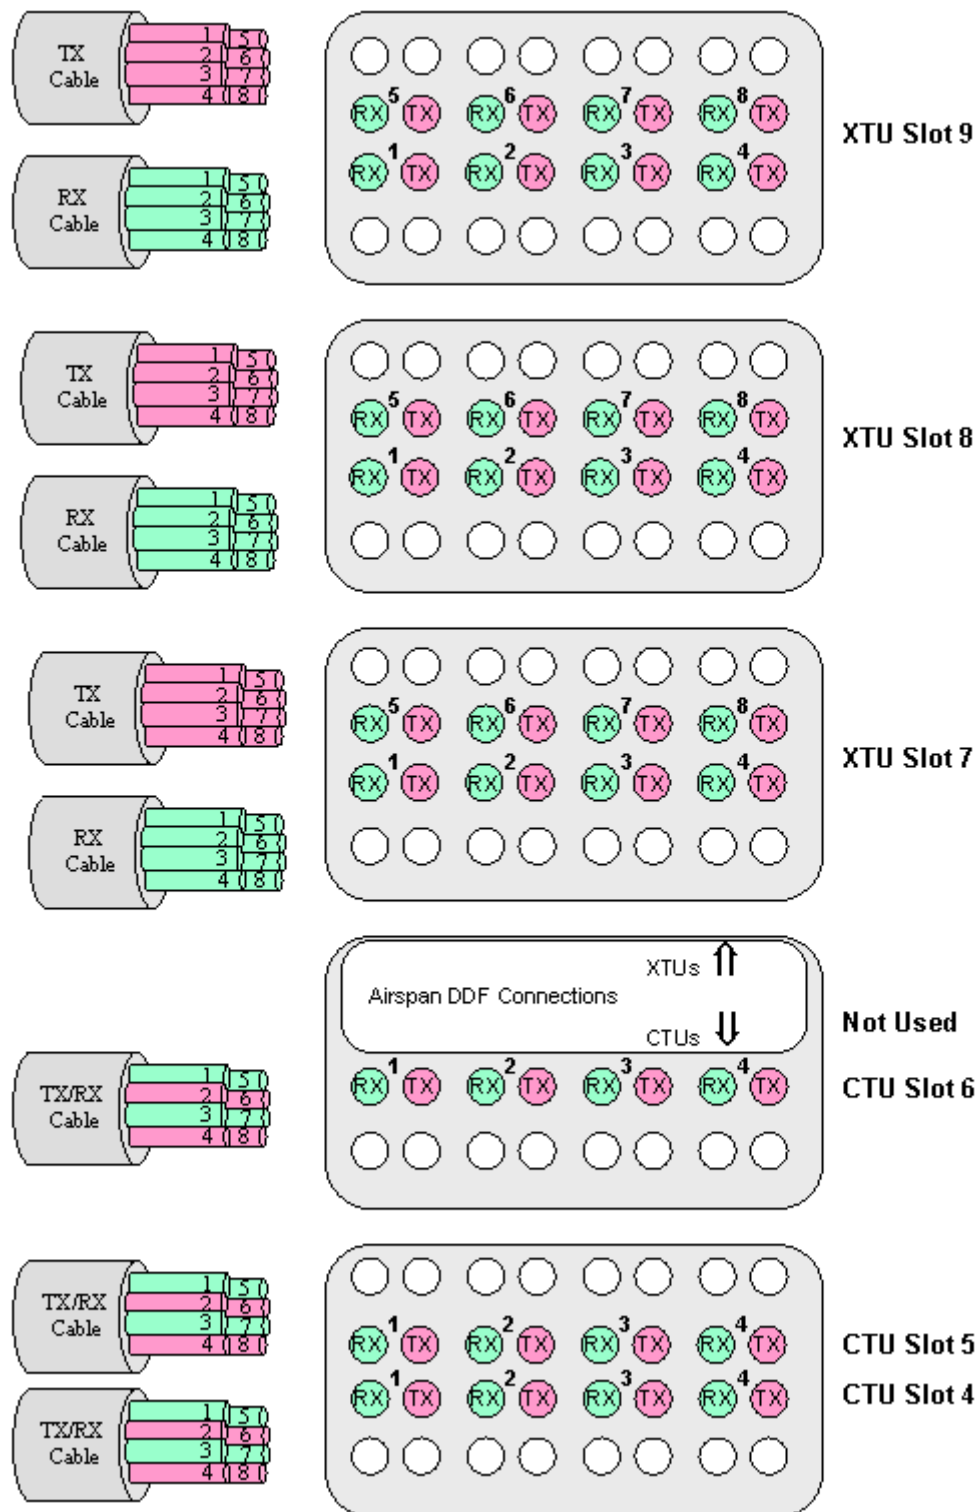 TX
Cable
1 5
2 6
3 7
4 8
RX
Cable
1 5
2 6
3 7
4 8
5 6 7 8
RX TX RX TX RX TX RX TX
1 2 3 4
RX TX RX TX RX TX RX TX
XTU Slot 9
TX
Cable
1 5
2 6
3 7
4 8
RX
Cable
1 5
2 6
3 7
4 8
5 6 7 8
RX TX RX TX RX TX RX TX
1 2 3 4
RX TX RX TX RX TX RX TX
XTU Slot 8
TX
Cable
1 5
2 6
3 7
4 8
RX
Cable
1 5
2 6
3 7
4 8
5 6 7 8
RX TX RX TX RX TX RX TX
1 2 3 4
RX TX RX TX RX TX RX TX
XTU Slot 7
XTUs
Airspan DDF Connections
CTUs
Not Used
TX/RX
Cable
1 5
2 6
3 7
4 8
1 2 3 4
RX TX RX TX RX TX RX TX
CTU Slot 6
TX/RX
Cable
1 5
2 6
3 7
4 8
1 2 3 4
RX TX RX TX RX TX RX TX
CTU Slot 5
TX/RX
Cable
1 5
2 6
3 7
4 8
1 2 3 4
RX TX RX TX RX TX RX TX
CTU Slot 4